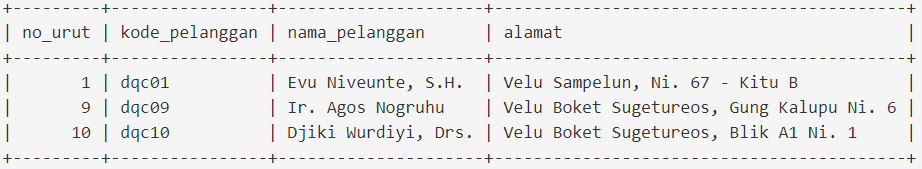 +---------+----------------+--------------------+----------------------------------------+
| no_urut | kode_pelanggan | nama_pelanggan     | alamat                                 |
+---------+----------------+--------------------+----------------------------------------+
|       1 | dqc01          | Evu Niveunte, S.H. | Velu Sampelun, Ni. 67 - Kitu B         |
|       9 | dqc09          | Ir. Agos Nogruhu   | Velu Boket Sugetureos, Gung Kalupu Ni. 6 |
|      10 | dqc10          | Djiki Wurdiyi, Drs. | Velu Boket Sugetureos, Blik A1 Ni. 1   |
+---------+----------------+--------------------+----------------------------------------+